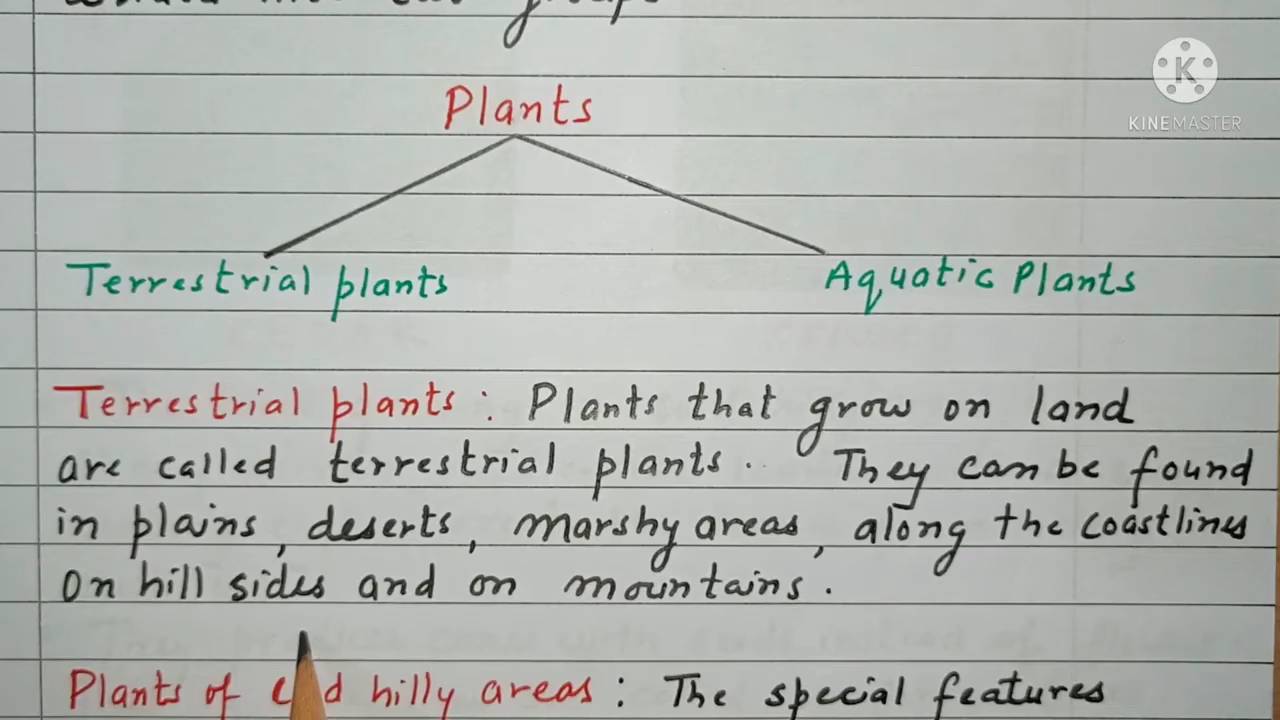 Plants
Terrestrial plants
Aquatic Plants
Terrestrial plants : Plants that grow on land
are called terrestrial plants. They can be found
in plains, deserts, marshy areas, along the coastlines
on hill sides and on mountains.
Plants of hilly areas : The special features
KINEMASTER